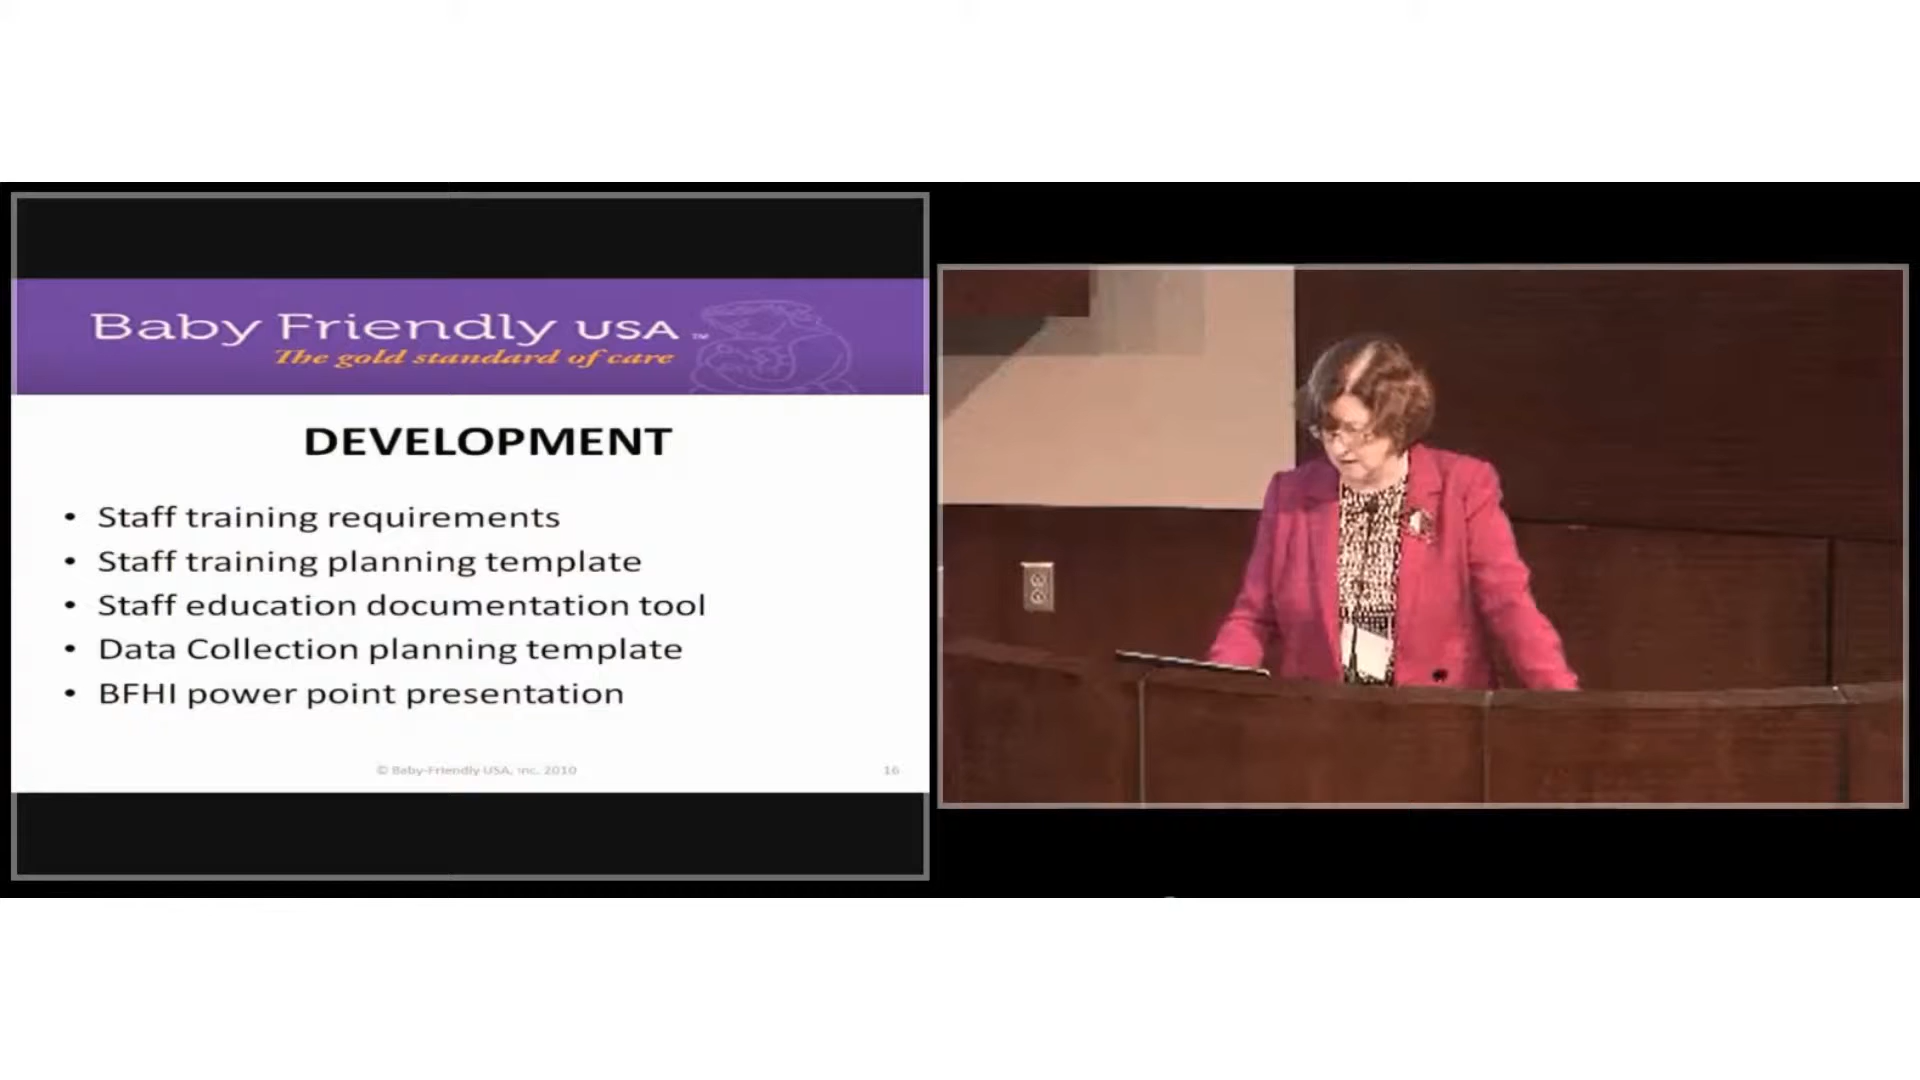 Baby Friendly USA ™
The gold standard of care
DEVELOPMENT
• Staff training requirements
• Staff training planning template
• Staff education documentation tool
• Data Collection planning template
• BFHI power point presentation
© Baby-Friendly USA, Inc. 2010
16